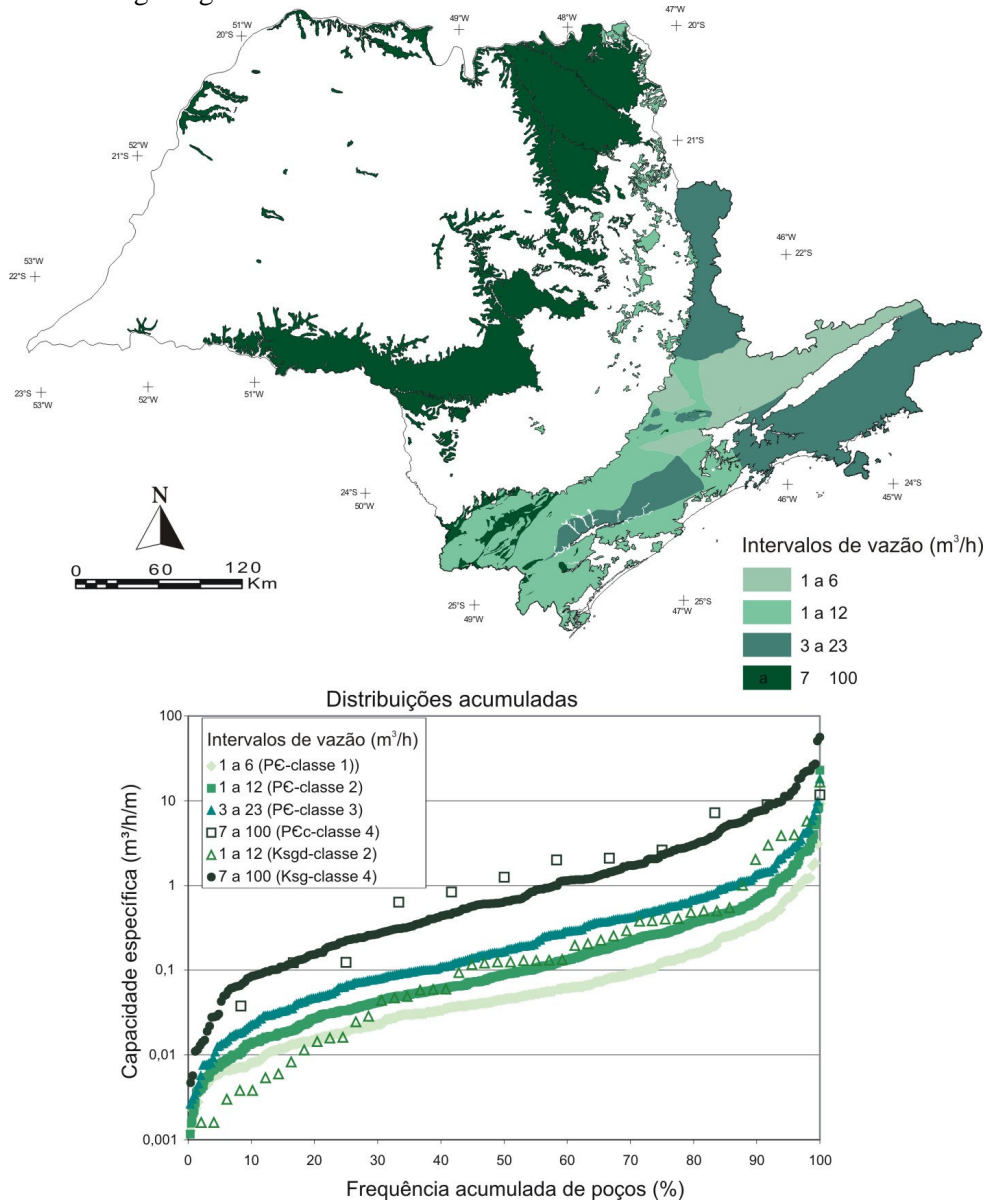 49°W
48°W
47°W
20°S
51°W
20°S
21°S
52°W
21°S
46°W
22°S
53°W
22°S
23°S
53°W
52°W
51°W
24°S
50°W
46°W
24°S
45°W
N
0 60 120
Km
25°S
49°W
25°S
47°W
Intervalos de vazão (m³/h)
1 a 6
1 a 12
3 a 23
a 7 100
Distribuições acumuladas
Intervalos de vazão (m³/h)
1 a 6 (PЄ-classe 1))
1 a 12 (PЄ-classe 2)
3 a 23 (PЄ-classe 3)
7 a 100 (PЄc-classe 4)
1 a 12 (Ksgd-classe 2)
7 a 100 (Ksg-classe 4)
Capacidade específica (m³/h/m)
100
10
1
0,1
0,01
0,001
0 10 20 30 40 50 60 70 80 90 100
Frequência acumulada de poços (%)